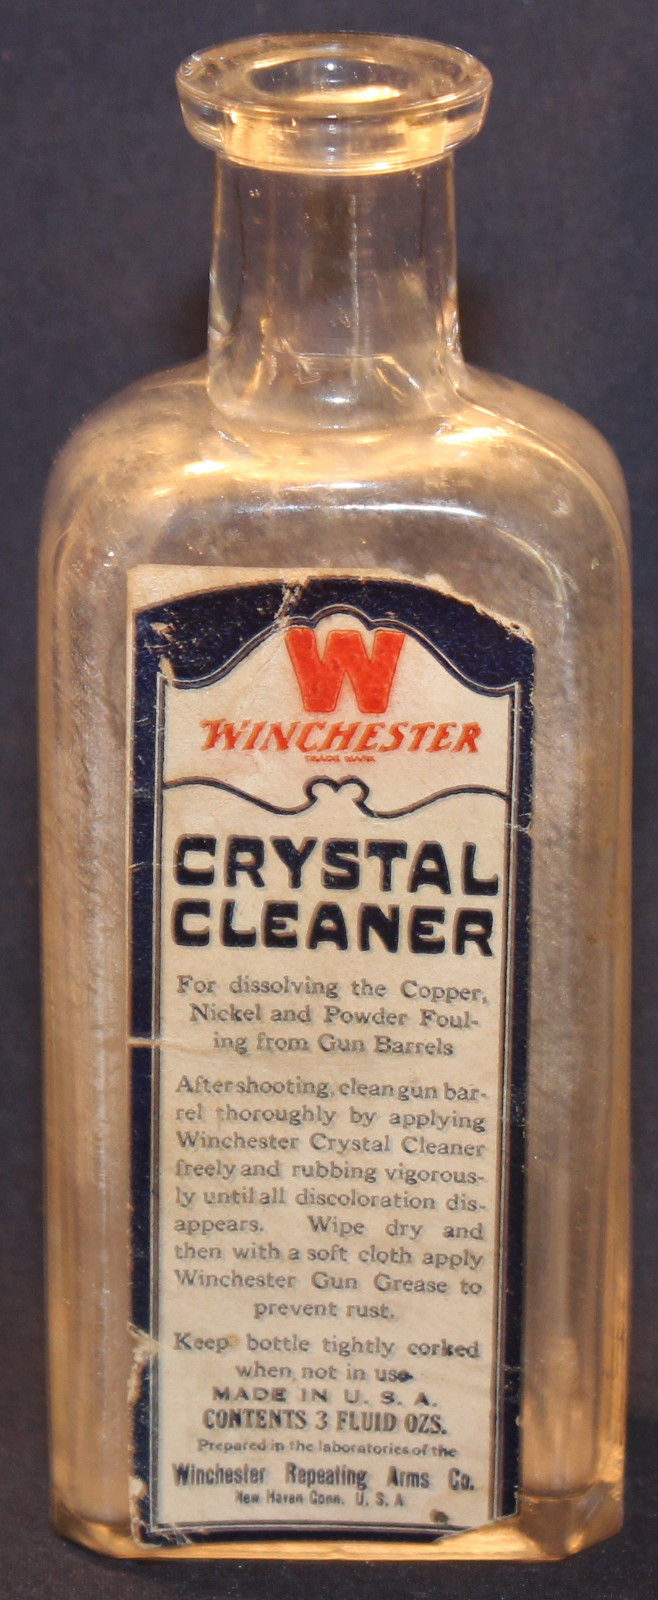 W
WINCHESTER
TRADE MARK
CRYSTAL
CLEANER
For dissolving the Copper,
Nickel and Powder Foul-
ing from Gun Barrels
After shooting, clean gun bar-
rel thoroughly by applying
Winchester Crystal Cleaner
freely and rubbing vigorous-
ly until all discoloration dis-
appears. Wipe dry and
then with a soft cloth apply
Winchester Gun Grease to
prevent rust.
Keep bottle tightly corked
when not in use
MADE IN U. S. A.
CONTENTS 3 FLUID OZS.
Prepared in the laboratories of the
Winchester Repeating Arms Co.
New Haven Conn. U. S. A